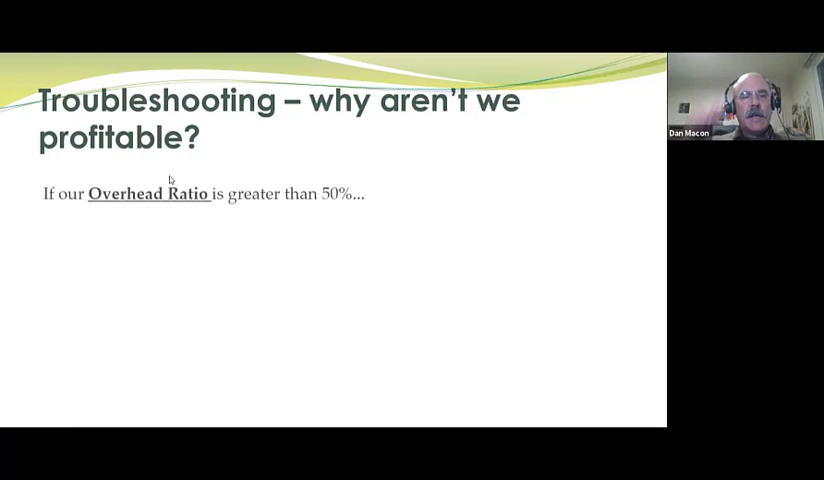 Troubleshooting – why aren't we
profitable?
If our Overhead Ratio is greater than 50%...
Dan Macon